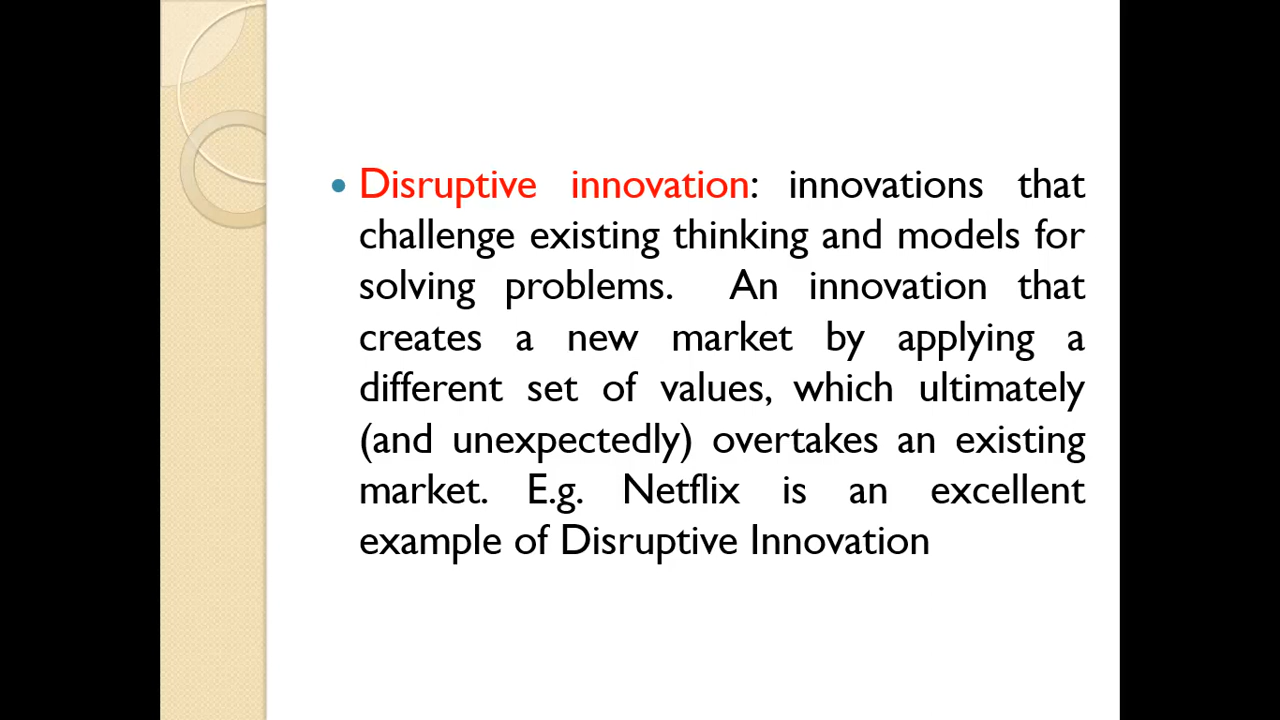 Disruptive innovation: innovations that
challenge existing thinking and models for
solving problems. An innovation that
creates a new market by applying a
different set of values, which ultimately
(and unexpectedly) overtakes an existing
market. E.g. Netflix is an excellent
example of Disruptive Innovation